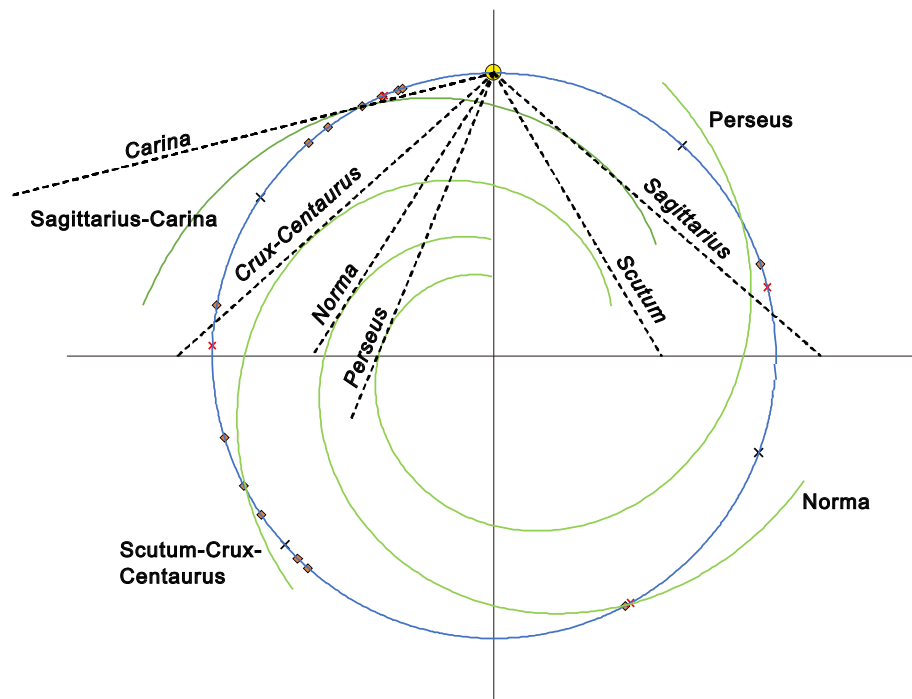 Perseus
Carina
Sagittarius-Carina
Crux-Centaurus
Sagittarius
Norma
Scutum
Perseus
Norma
Scutum-Crux-
Centaurus